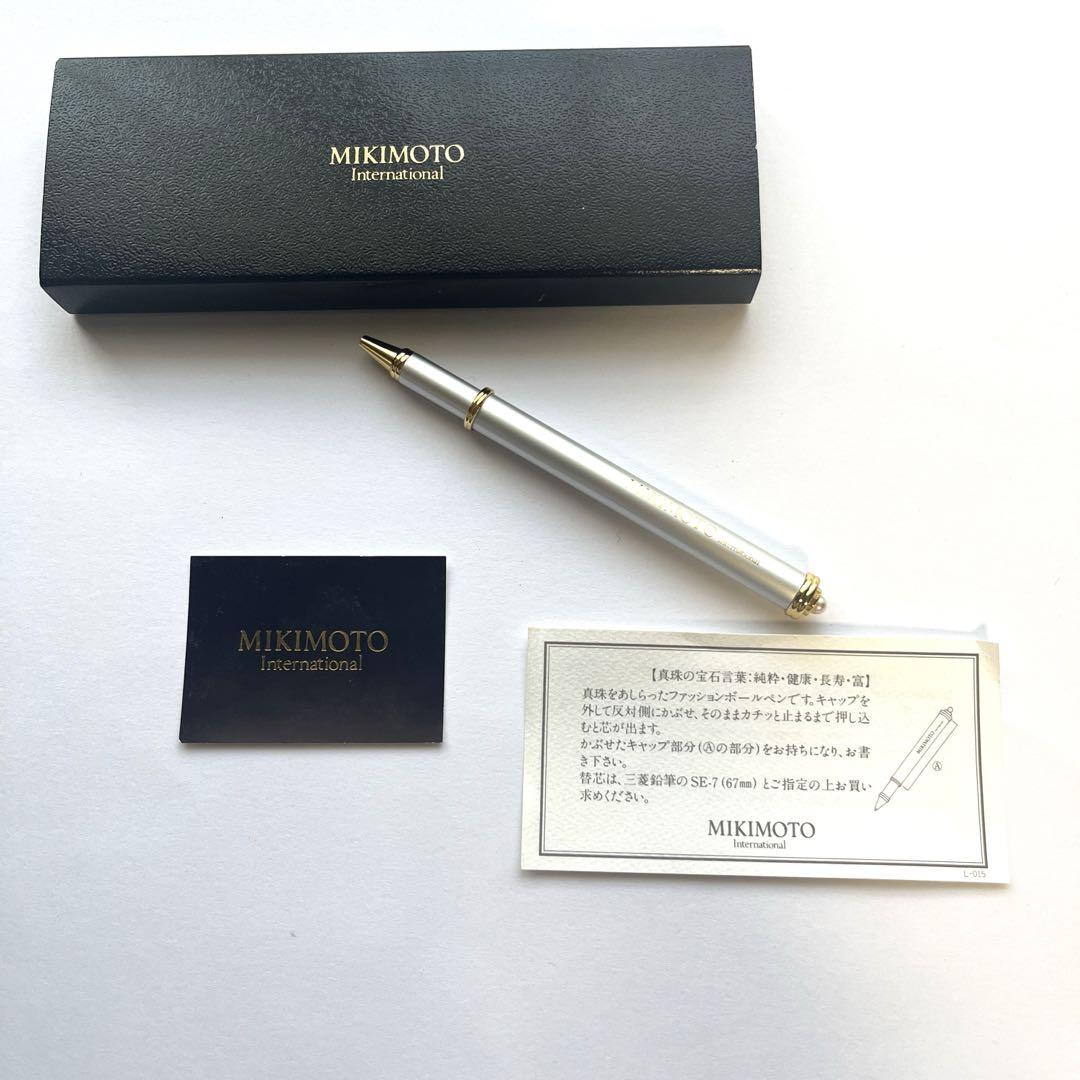 MIKIMOTO
International
MIKIMOTO International
MIKIMOTO
International
【真珠の宝石言葉:純粋・健康・長寿・富】
真珠をあしらったファッションボールペンです。キャップを
外して反対側にかぶせ、そのままカチッと止まるまで押し込
むと芯が出ます。
かぶせたキャップ部分(Ⓐの部分)をお持ちになり、お書
き下さい。
替芯は、三菱鉛筆のSE-7(67㎜)とご指定の上お買い
求めください。
MIKIMOTO
Ⓐ
MIKIMOTO
International
L-015